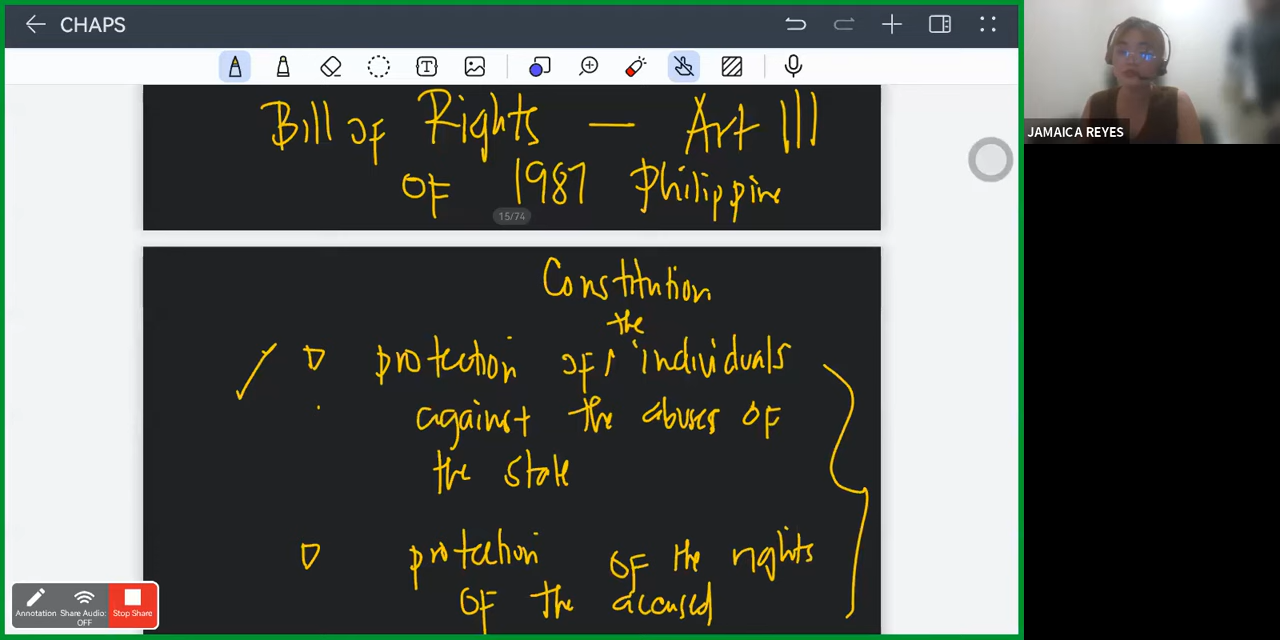 CHAPS
JAMAICA REYES
Bill of Rights — Art III
OF 1987 Philippine
15/74
Constitution
the
protection of individuals
against the abuses OF
the state
protection OF the rights
OF the accused
Annotation
Share Audio: OFF
Stop Share